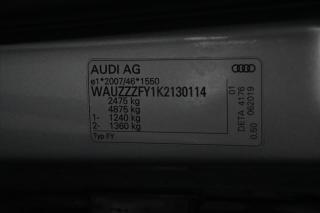 AUDI AG
e1*2007/46*1550
WAUZZZFY1K2130114
2475 kg
4875 kg
1- 1240 kg
2- 1360 kg
Typ FY
01
DETA 4176
0.50 062019